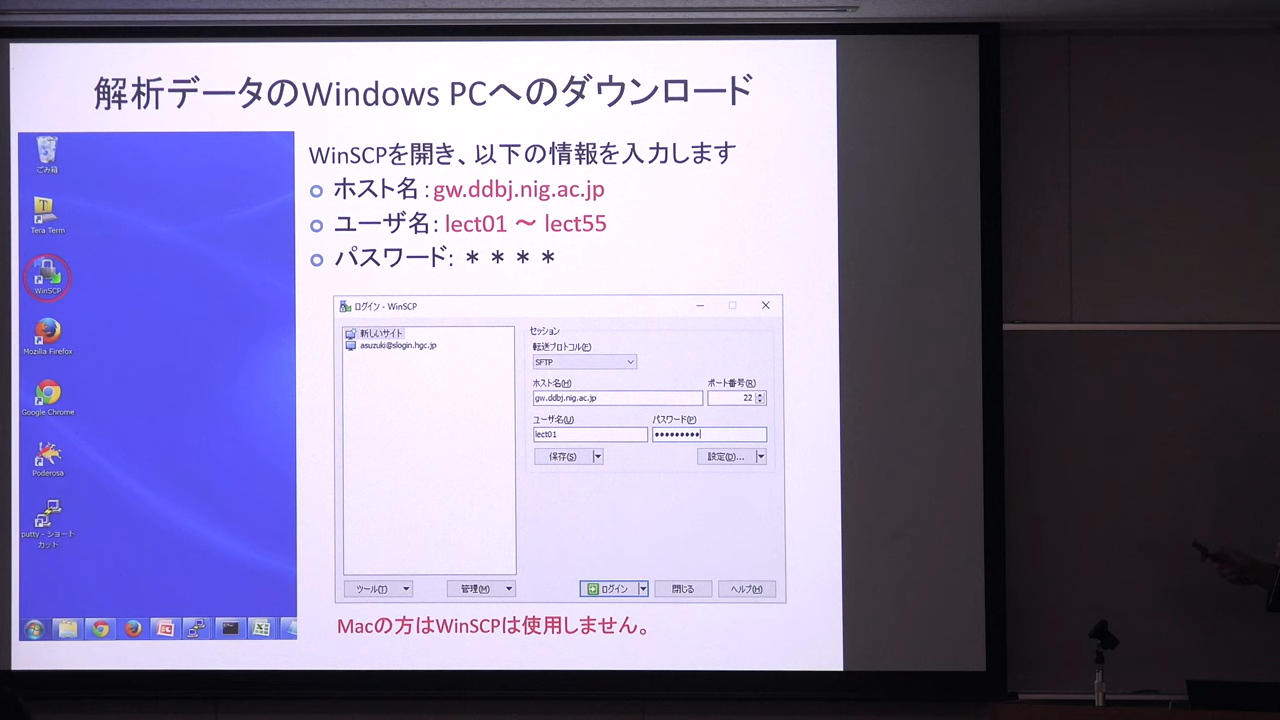 解析データのWindows PCへのダウンロード
ごみ箱
Tera Term
WinSCP
Mozilla Firefox
Google Chrome
Poderosa
putty - ショート
カット
WinSCPを開き、以下の情報を入力します
ホスト名：gw.ddbj.nig.ac.jp
ユーザ名: lect01 ～ lect55
パスワード: ＊＊＊＊
ログイン - WinSCP
新しいサイト
asuzuki@slogin.hgc.jp
セッション
転送プロトコル(F)
SFTP
ホスト名(H) ポート番号(R)
gw.ddbj.nig.ac.jp 22
ユーザ名(U) パスワード(P)
lect01 ●●●●●●●●●
保存(S) 設定(D)...
ツール(T) 管理(M) ログイン 閉じる ヘルプ(H)
Macの方はWinSCPは使用しません。